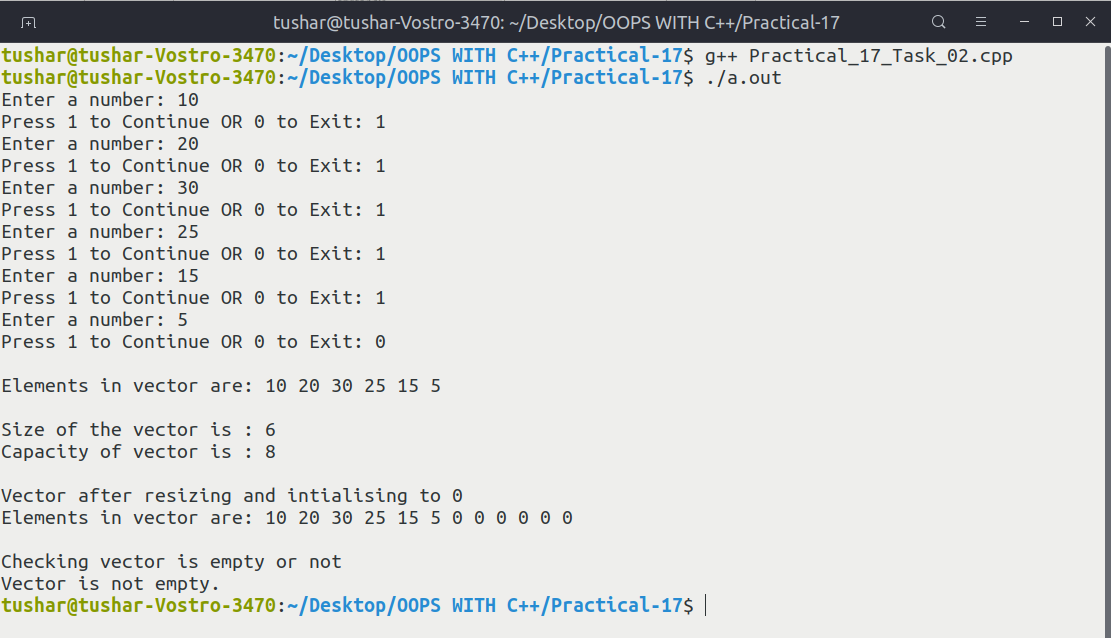 tushar@tushar-Vostro-3470: ~/Desktop/OOPS WITH C++/Practical-17
tushar@tushar-Vostro-3470:~/Desktop/OOPS WITH C++/Practical-17$ g++ Practical_17_Task_02.cpp
tushar@tushar-Vostro-3470:~/Desktop/OOPS WITH C++/Practical-17$ ./a.out
Enter a number: 10
Press 1 to Continue OR 0 to Exit: 1
Enter a number: 20
Press 1 to Continue OR 0 to Exit: 1
Enter a number: 30
Press 1 to Continue OR 0 to Exit: 1
Enter a number: 25
Press 1 to Continue OR 0 to Exit: 1
Enter a number: 15
Press 1 to Continue OR 0 to Exit: 1
Enter a number: 5
Press 1 to Continue OR 0 to Exit: 0
Elements in vector are: 10 20 30 25 15 5
Size of the vector is : 6
Capacity of vector is : 8
Vector after resizing and intialising to 0
Elements in vector are: 10 20 30 25 15 5 0 0 0 0 0 0
Checking vector is empty or not
Vector is not empty.
tushar@tushar-Vostro-3470:~/Desktop/OOPS WITH C++/Practical-17$